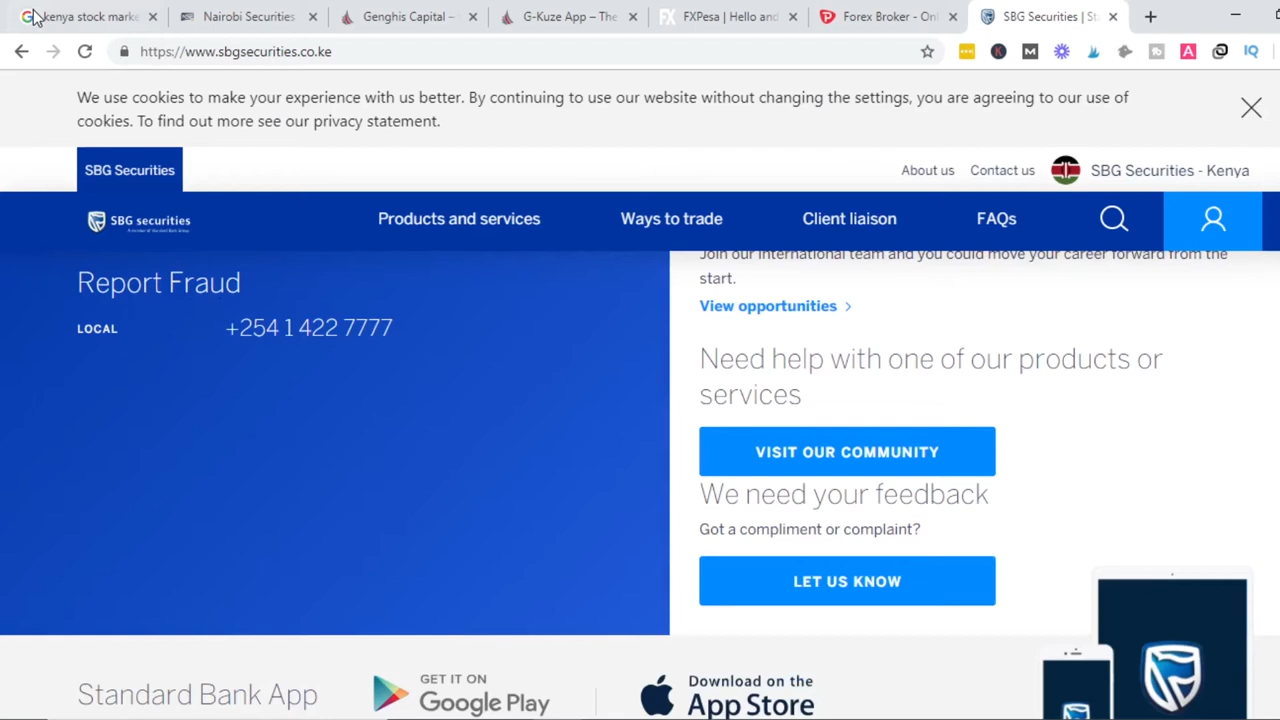 kenya stock marke
Nairobi Securities
Genghis Capital –
G-Kuze App – The
FXPesa | Hello and
Forex Broker - Onl
SBG Securities | St
https://www.sbgsecurities.co.ke
We use cookies to make your experience with us better. By continuing to use our website without changing the settings, you are agreeing to our use of
cookies. To find out more see our privacy statement.
SBG Securities
About us
Contact us
SBG Securities - Kenya
SBG securities
A member of Standard Bank Group
Products and services
Ways to trade
Client liaison
FAQs
Report Fraud
LOCAL
+254 1 422 7777
Join our international team and you could move your career forward from the
start.
View opportunities
Need help with one of our products or
services
VISIT OUR COMMUNITY
We need your feedback
Got a compliment or complaint?
LET US KNOW
Standard Bank App
GET IT ON
Google Play
Download on the
App Store